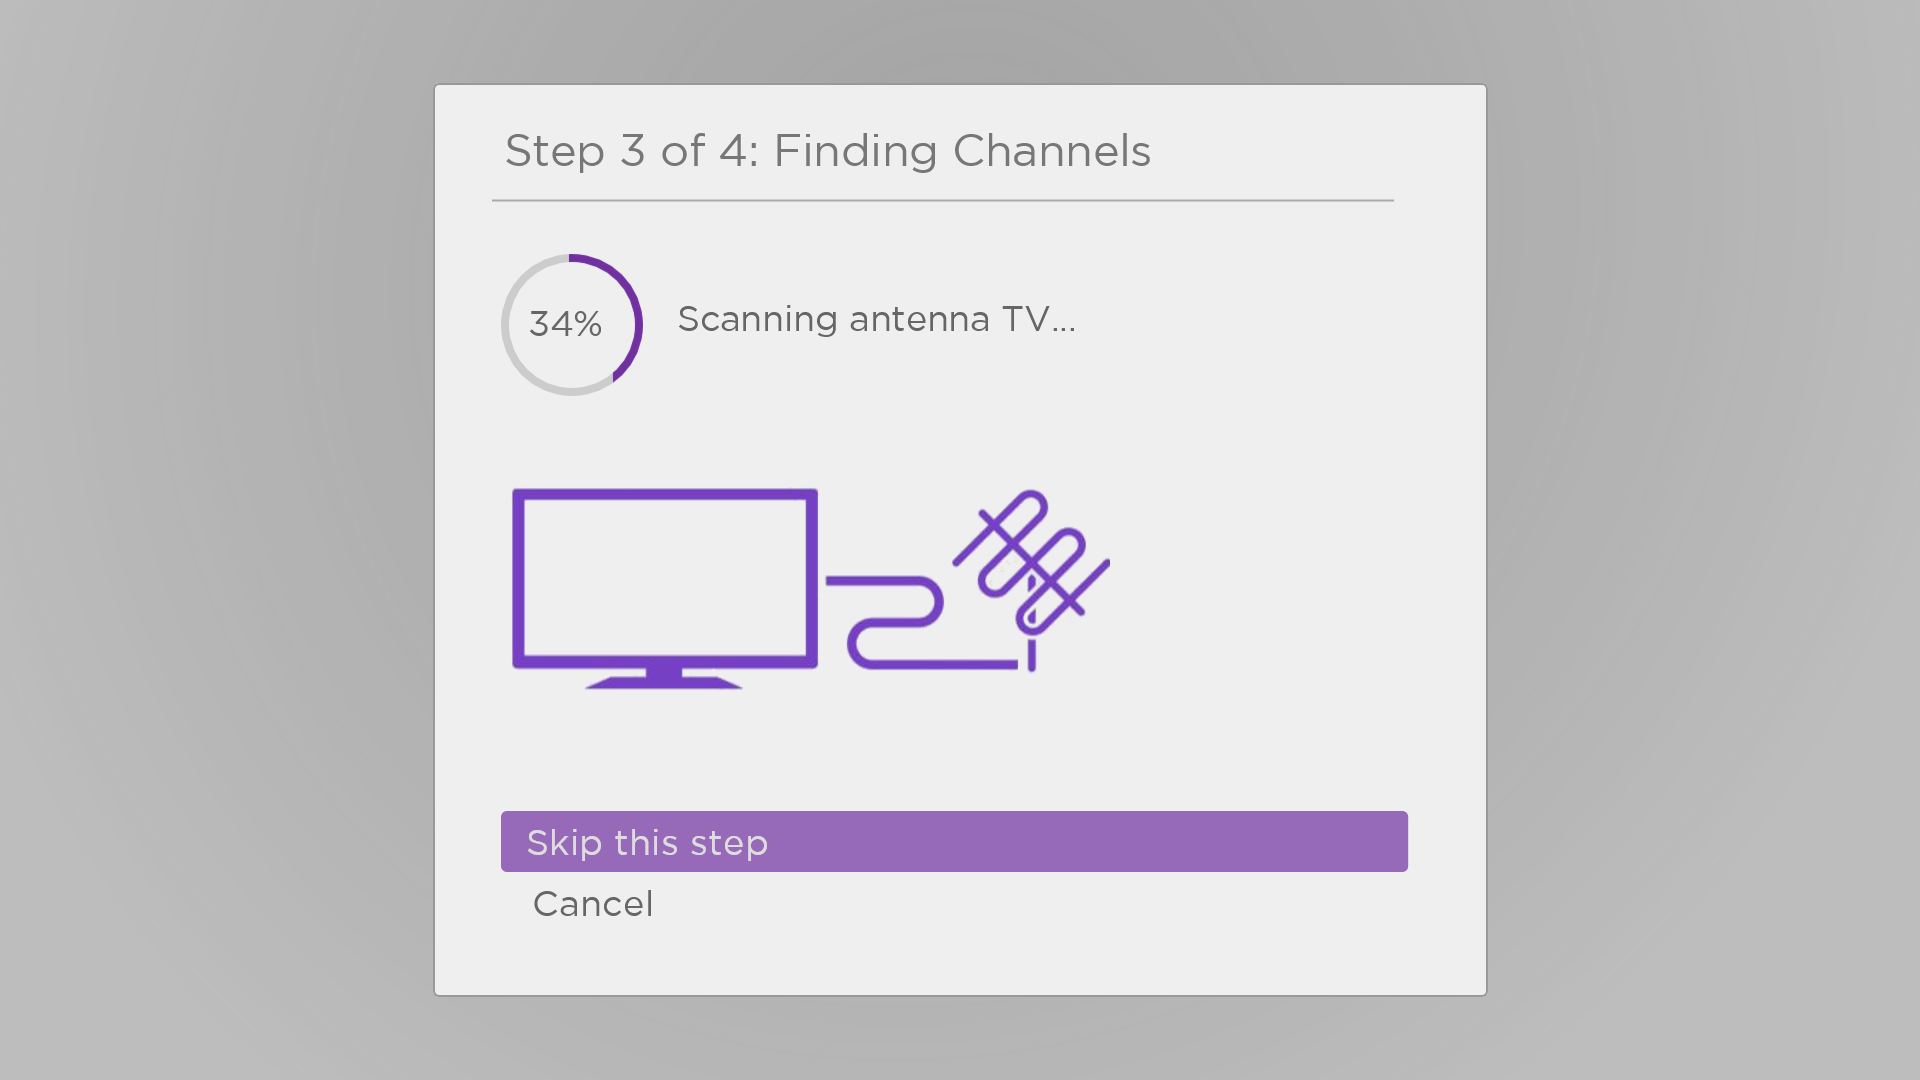 Step 3 of 4: Finding Channels
34%
Scanning antenna TV...
Skip this step
Cancel